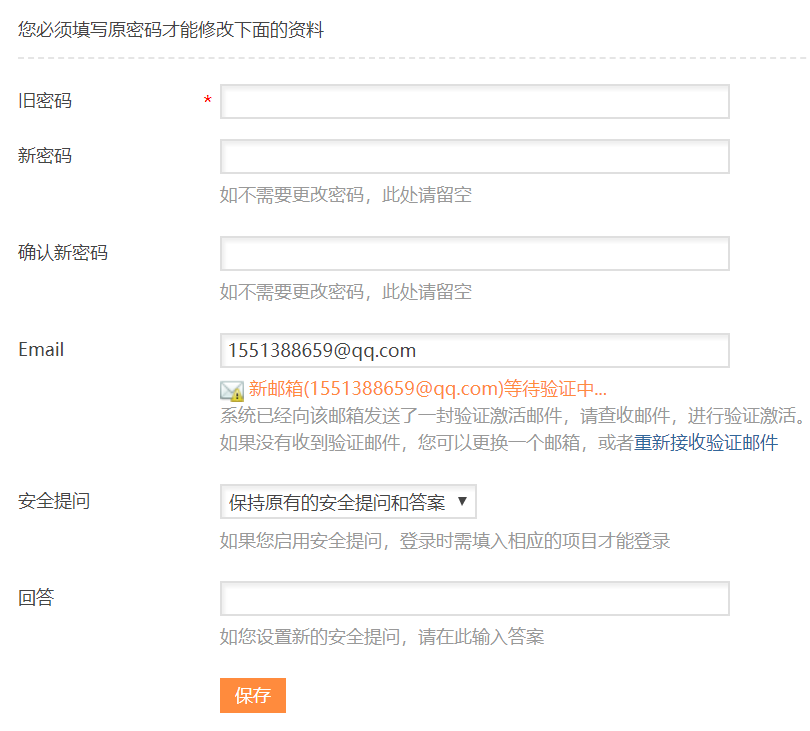 您必须填写原密码才能修改下面的资料
旧密码 *
新密码
如不需要更改密码，此处请留空
确认新密码
如不需要更改密码，此处请留空
Email 1551388659@qq.com
新邮箱(1551388659@qq.com)等待验证中...
系统已经向该邮箱发送了一封验证激活邮件，请查收邮件，进行验证激活。
如果没有收到验证邮件，您可以更换一个邮箱，或者重新接收验证邮件
安全提问 保持原有的安全提问和答案
如果您启用安全提问，登录时需填入相应的项目才能登录
回答
如您设置新的安全提问，请在此输入答案
保存